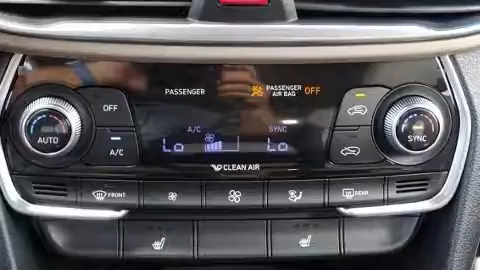 PASSENGER
PASSENGER AIR BAG OFF
OFF
AUTO
A/C
A/C
SYNC
Lo
Lo
SYNC
CLEAN AIR
FRONT
REAR